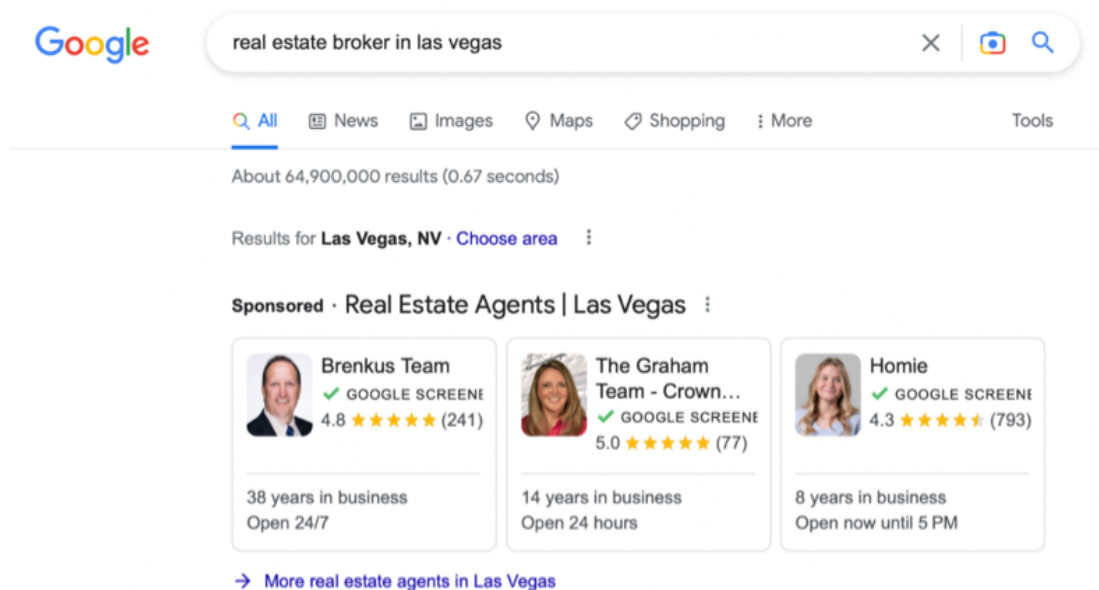 Google
real estate broker in las vegas
All News Images Maps Shopping More Tools
About 64,900,000 results (0.67 seconds)
Results for Las Vegas, NV · Choose area
Sponsored · Real Estate Agents | Las Vegas
Brenkus Team
GOOGLE SCREENE
4.8 (241)
38 years in business
Open 24/7
The Graham
Team - Crown...
GOOGLE SCREENE
5.0 (77)
14 years in business
Open 24 hours
Homie
GOOGLE SCREENE
4.3 (793)
8 years in business
Open now until 5 PM
More real estate agents in Las Vegas